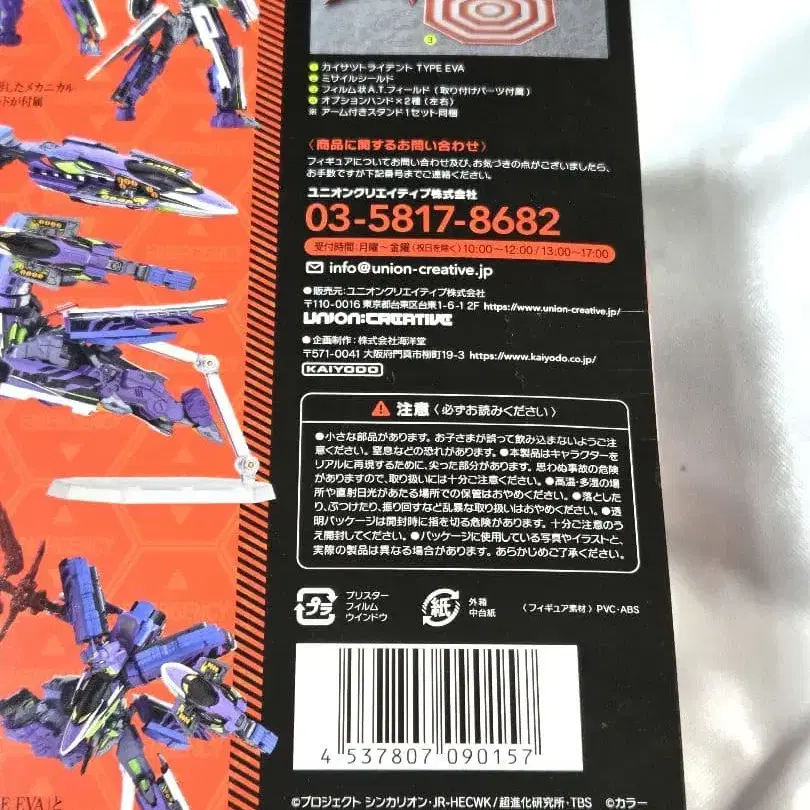 したメカニカル
ドが付属
3
カイサツトライデント TYPE EVA
ミサイルシールド
フィルム状A.T.フィールド(取り付けパーツ付属)
オプションハンド×2種(左右)
※ アーム付きスタンド1セット同梱
〈商品に関するお問い合わせ〉
フィギュアについてお問い合わせ及び、お気づきの点がございましたら、
お手数ですが下記番号までご連絡ください。
ユニオンクリエイティブ株式会社
03-5817-8682
受付時間:月曜～金曜(祝日を除く)10:00～12:00/13:00～17:00
info@union-creative.jp
●販売元:ユニオンクリエイティブ株式会社
〒110-0016 東京都台東区台東1-6-1 2F https://www.union-creative.jp/
UNION:CREATIVE
●企画制作:株式会社海洋堂
〒571-0041 大阪府門真市柳町19-3 https://www.kaiyodo.co.jp/
KAIYODO
注意〈必ずお読みください〉
●小さな部品があります。お子さまが誤って飲み込まないようご注
意ください。窒息などの恐れがあります。●本製品はキャラクターを
リアルに再現するために、尖った部分があります。思わぬ事故の危険
がありますので、取り扱いには十分ご注意ください。●高温・多湿の場
所や直射日光があたる場所での保管はおやめください。●落とした
り、ぶつけたり、振り回すなど乱暴な取り扱いはおやめください。●透
明パッケージは開封時に指を切る危険があります。十分ご注意のう
え開封してください。●パッケージに使用している写真やイラストと、
実際の製品は異なる場合があります。あらかじめご了承ください。
プラ
ブリスター
フィルム
ウインドウ
紙
外箱
中台紙
〈フィギュア素材〉PVC・ABS
4 537807 090157
©プロジェクト シンカリオン・JR-HECWK/超進化研究所・TBS ©カラー
E EVA」と